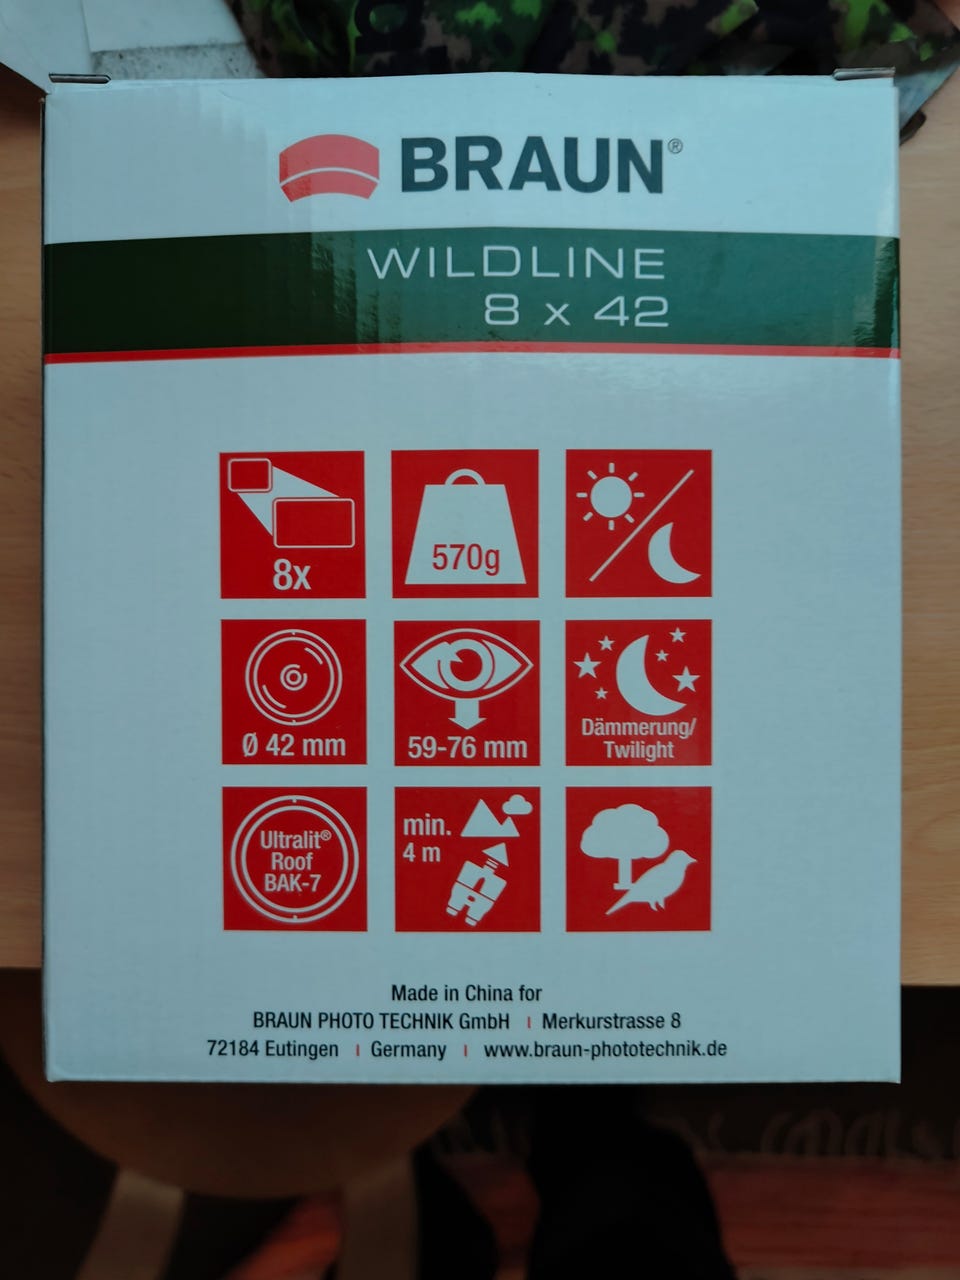 BRAUN®
WILDLINE
8 x 42
8x
570g
Ø 42 mm
59-76 mm
Dämmerung/
Twilight
Ultralit®
Roof
BAK-7
min.
4 m
Made in China for
BRAUN PHOTO TECHNIK GmbH | Merkurstrasse 8
72184 Eutingen | Germany | www.braun-phototechnik.de